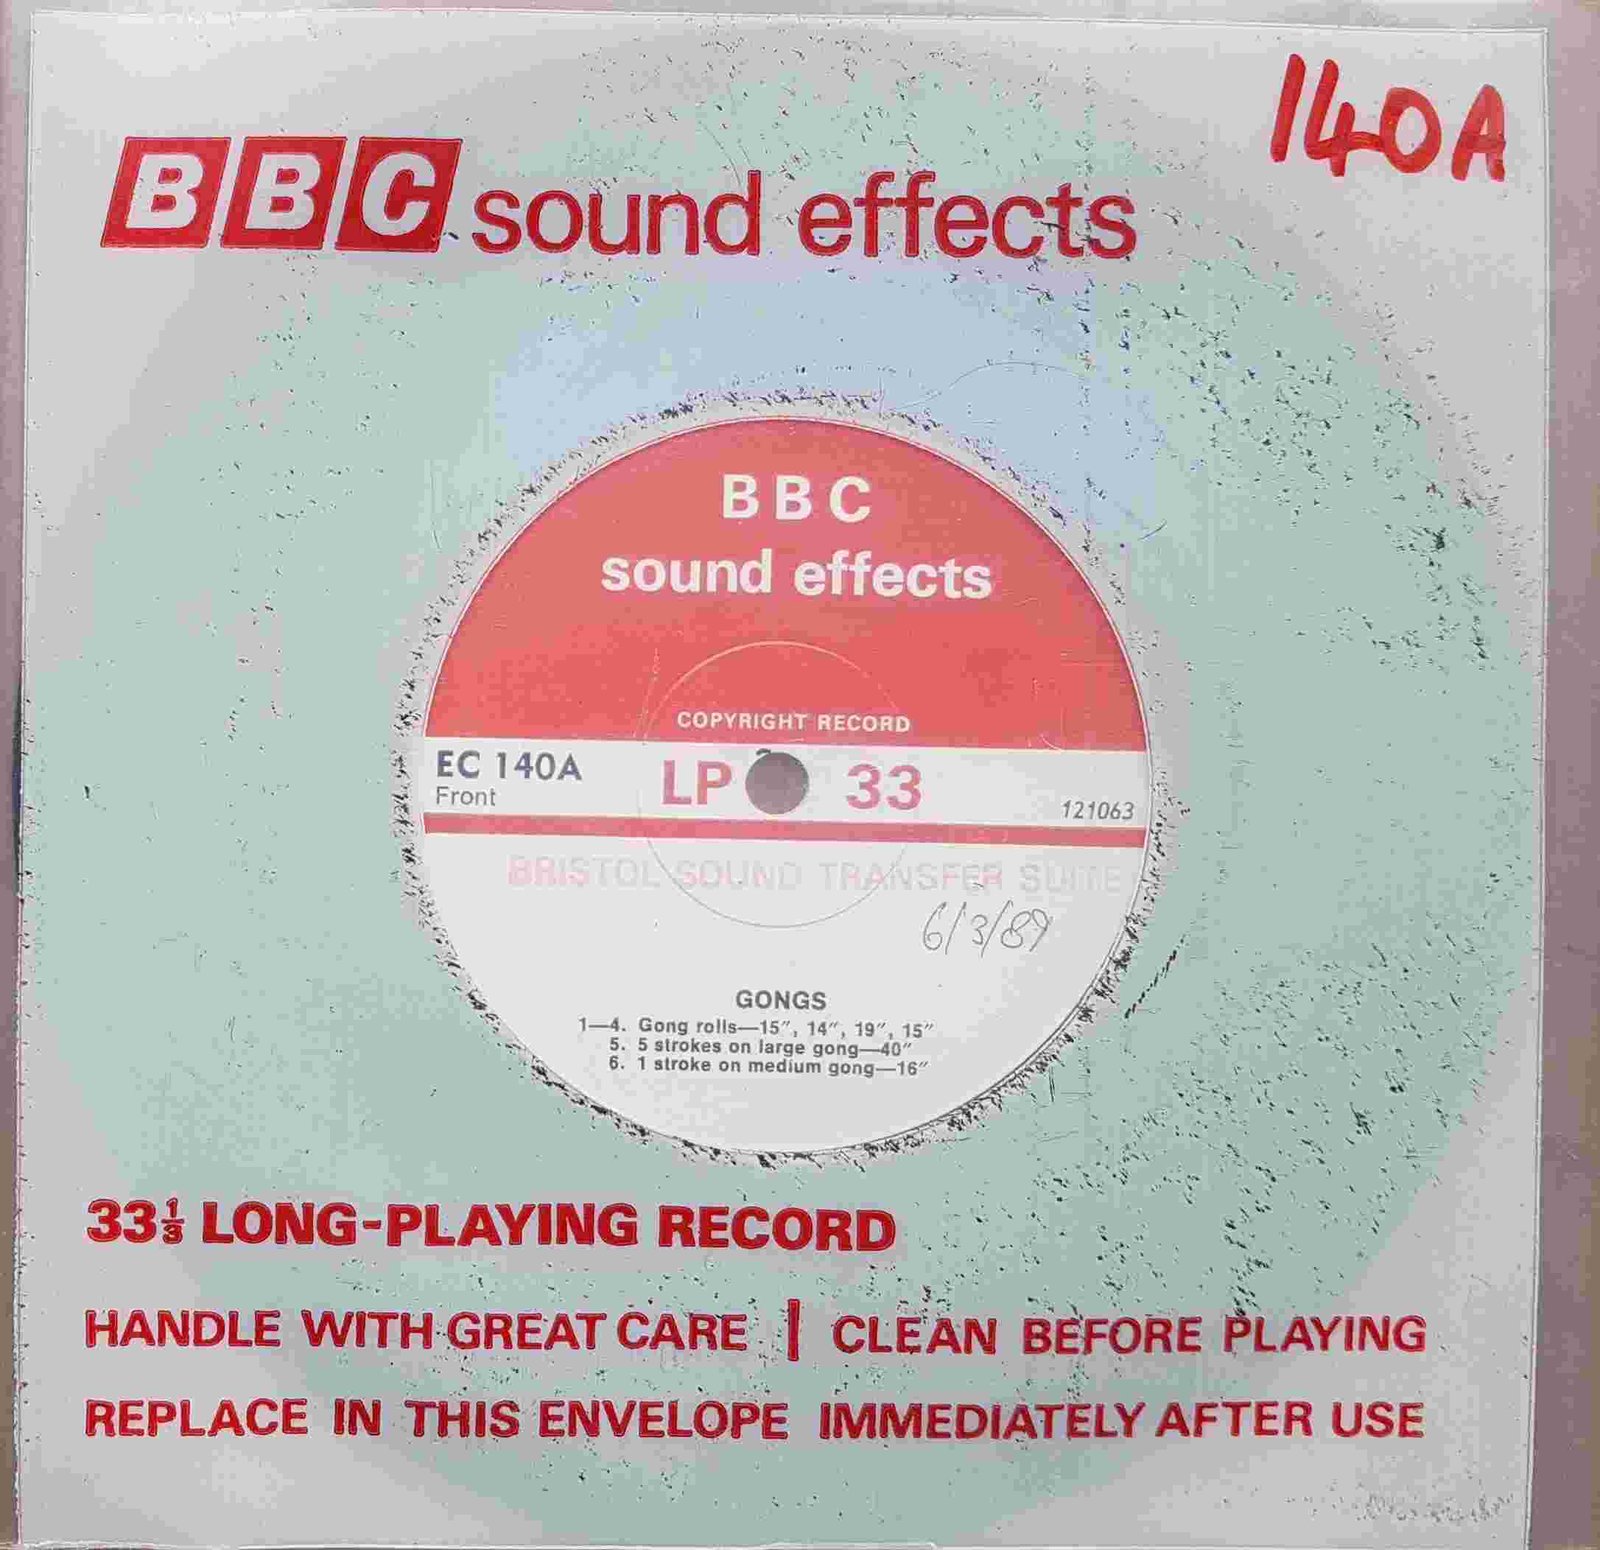 140A
BBC sound effects
BBC
sound effects
COPYRIGHT RECORD
EC 140A
Front
LP 33
121063
BRISTOL SOUND TRANSFER SUITE
6/3/89
GONGS
1—4. Gong rolls—15″, 14″, 19″, 15″
5. 5 strokes on large gong—40″
6. 1 stroke on medium gong—16″
33⅓ LONG-PLAYING RECORD
HANDLE WITH GREAT CARE | CLEAN BEFORE PLAYING
REPLACE IN THIS ENVELOPE IMMEDIATELY AFTER USE